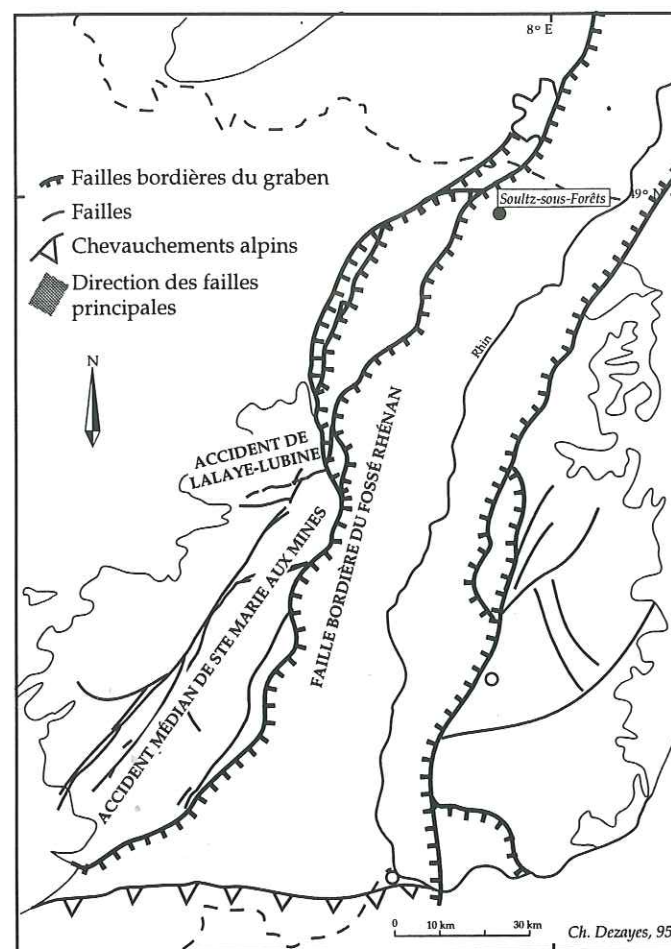 8° E
Failles bordières du graben
Failles
Chevauchements alpins
Direction des failles
principales
49° N
Soultz-sous-Forêts
N
Rhin
ACCIDENT DE
LALAYE-LUBINE
FAILLE BORDIÈRE DU FOSSÉ RHÉNAN
ACCIDENT MÉDIAN DE STE MARIE AUX MINES
0 10 km 30 km
Ch. Dezayes, 95